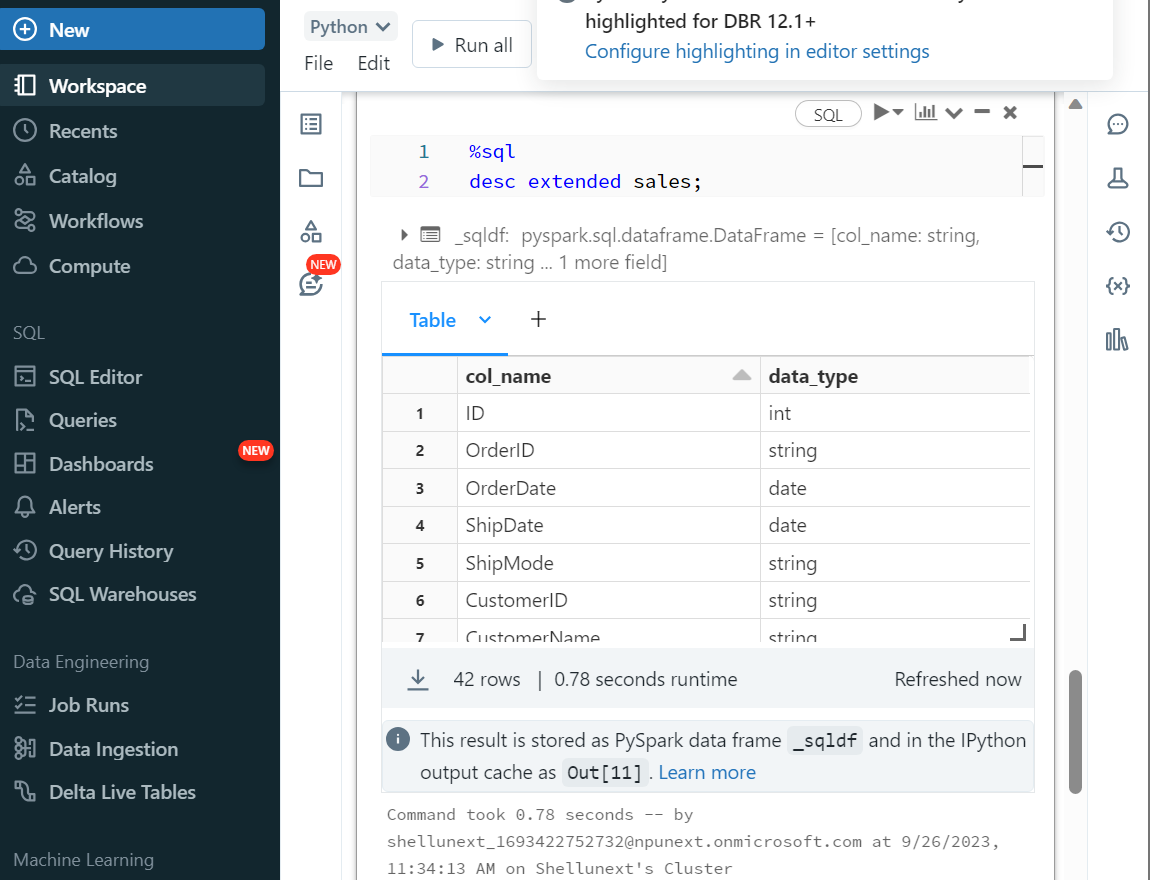 New
Workspace
Recents
Catalog
Workflows
Compute
SQL
SQL Editor
Queries
Dashboards
NEW
Alerts
Query History
SQL Warehouses
Data Engineering
Job Runs
Data Ingestion
Delta Live Tables
Machine Learning
Python
File Edit
Run all
highlighted for DBR 12.1+
Configure highlighting in editor settings
NEW
SQL
1 %sql
2 desc extended sales;
_sqldf: pyspark.sql.dataframe.DataFrame = [col_name: string,
data_type: string ... 1 more field]
Table +
col_name data_type
1 ID int
2 OrderID string
3 OrderDate date
4 ShipDate date
5 ShipMode string
6 CustomerID string
7 CustomerName string
42 rows | 0.78 seconds runtime Refreshed now
This result is stored as PySpark data frame _sqldf and in the IPython
output cache as Out[11] . Learn more
Command took 0.78 seconds -- by
shellunext_1693422752732@npunext.onmicrosoft.com at 9/26/2023,
11:34:13 AM on Shellunext's Cluster